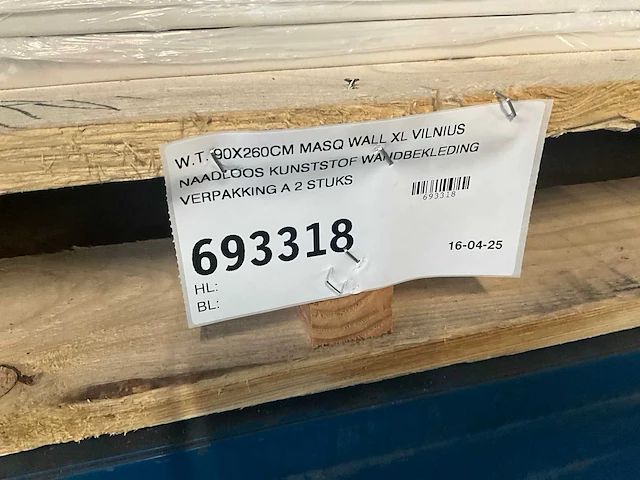 W.T. 90X260CM MASQ WALL XL VILNIUS
NAADLOOS KUNSTSTOF WANDBEKLEDING
VERPAKKING A 2 STUKS
693318
693318
16-04-25
HL:
BL: